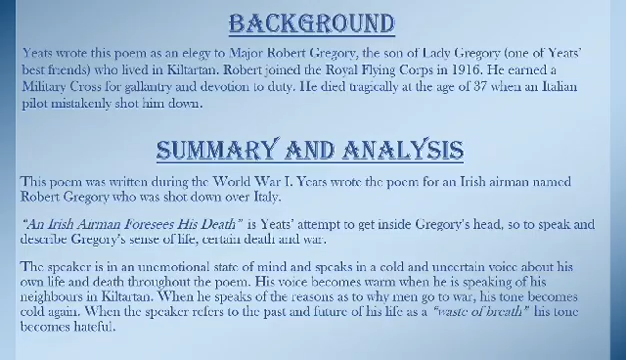 BACKGROUND
Yeats wrote this poem as an elegy to Major Robert Gregory, the son of Lady Gregory (one of Yeats'
best friends) who lived in Kiltartan. Robert joined the Royal Flying Corps in 1916. He earned a
Military Cross for gallantry and devotion to duty. He died tragically at the age of 37 when an Italian
pilot mistakenly shot him down.
SUMMARY AND ANALYSIS
This poem was written during the World War I. Yeats wrote the poem for an Irish airman named
Robert Gregory who was shot down over Italy.
"An Irish Airman Foresees His Death" is Yeats' attempt to get inside Gregory's head, so to speak and
describe Gregory's sense of life, certain death and war.
The speaker is in an unemotional state of mind and speaks in a cold and uncertain voice about his
own life and death throughout the poem. His voice becomes warm when he is speaking of his
neighbours in Kiltartan. When he speaks of the reasons as to why men go to war, his tone becomes
cold again. When the speaker refers to the past and future of his life as a "waste of breath" his tone
becomes hateful.